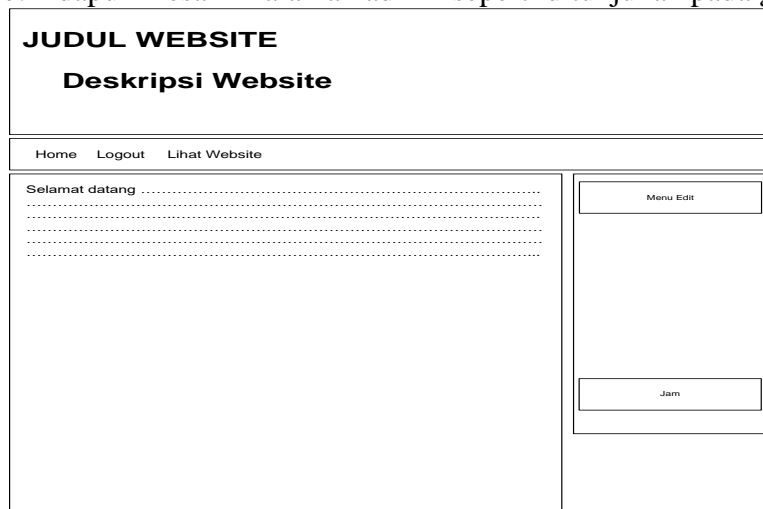 JUDUL WEBSITE
Deskripsi Website
Home Logout Lihat Website
Selamat datang ……………………………………………………………
……………………………………………………………………………
……………………………………………………………………………
……………………………………………………………………………
……………………………………………………………………………
…………………………………………………………………………...
Menu Edit
Jam